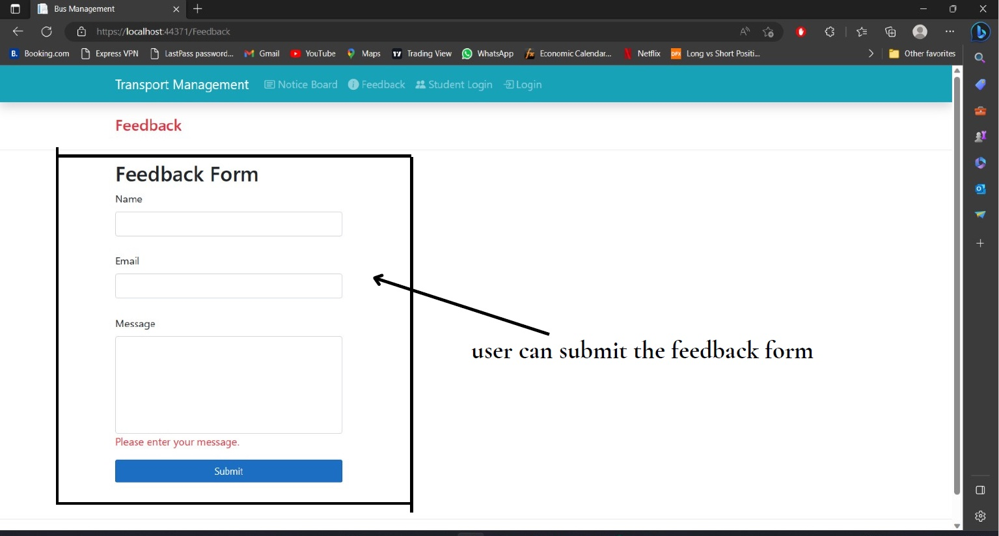 Bus Management
https://localhost:44371/Feedback
Booking.com Express VPN LastPass password... Gmail YouTube Maps Trading View WhatsApp Economic Calendar... Netflix Long vs Short Positi... Other favorites
Transport Management Notice Board Feedback Student Login Login
Feedback
Feedback Form
Name
Email
Message
user can submit the feedback form
Please enter your message.
Submit